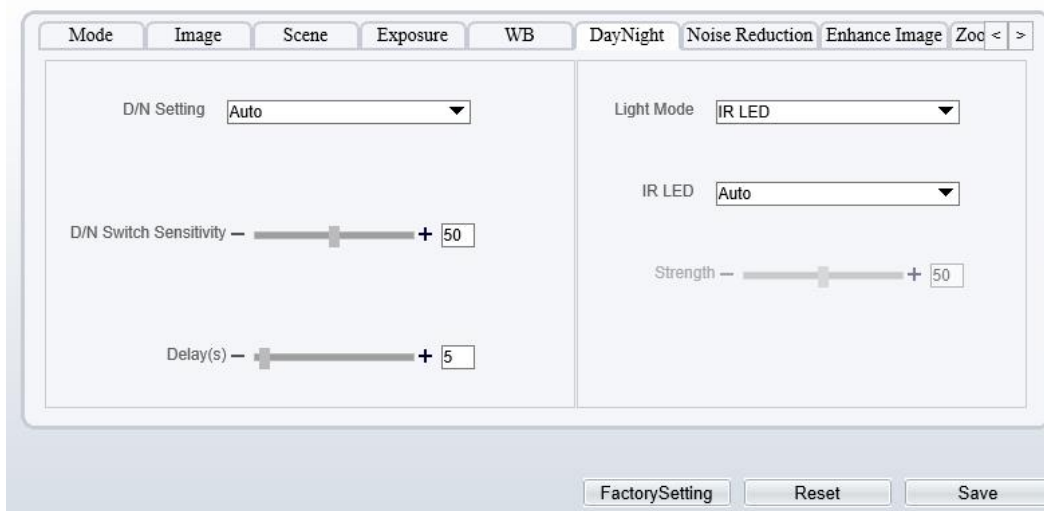 Mode Image Scene Exposure WB DayNight Noise Reduction Enhance Image Zoo < >
D/N Setting Auto
Light Mode IR LED
IR LED Auto
D/N Switch Sensitivity − + 50
Strength − + 50
Delay(s) − + 5
FactorySetting Reset Save